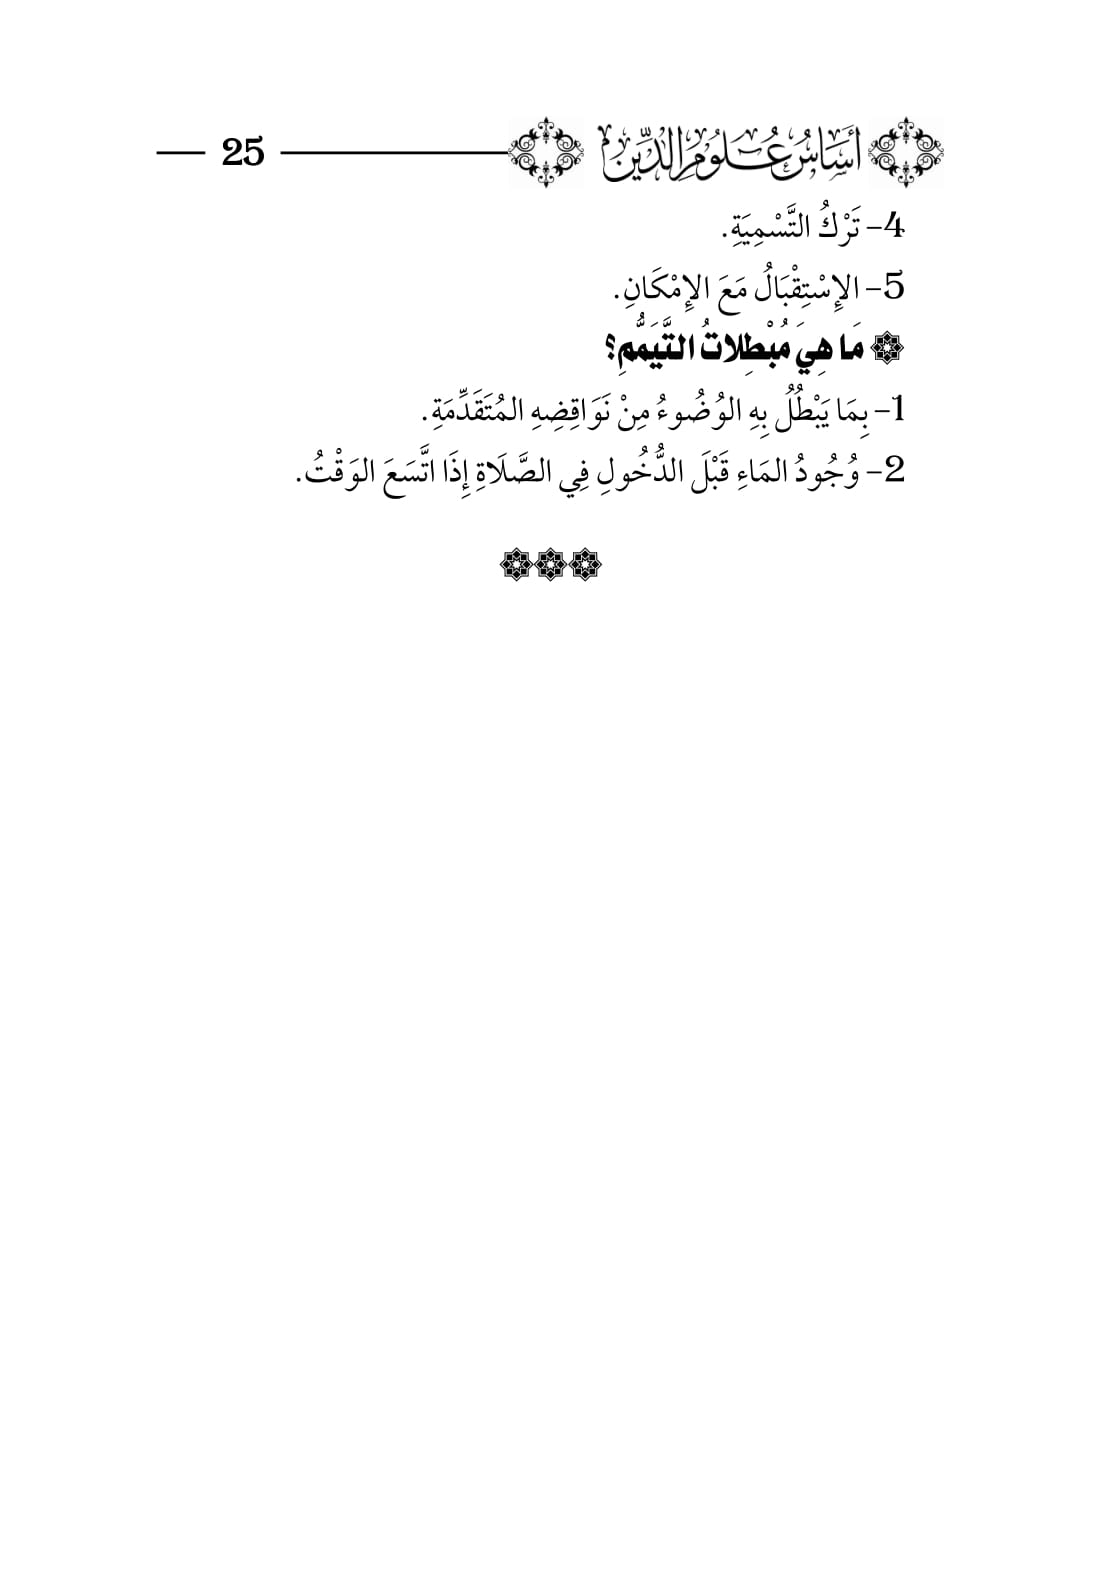 أَسَاسُ عُلُومِ الدِّينِ 25
4- تَرْكُ التَّسْمِيَةِ.
5- الإِسْتِقْبَالُ مَعَ الإِمْكَانِ.
مَا هِيَ مُبْطِلاتُ التَّيَمُّمِ؟
1- بِمَا يَبْطُلُ بِهِ الوُضُوءُ مِنْ نَوَاقِضِهِ المُتَقَدِّمَةِ.
2- وُجُودُ المَاءِ قَبْلَ الدُّخُولِ فِي الصَّلَاةِ إِذَا اتَّسَعَ الوَقْتُ.